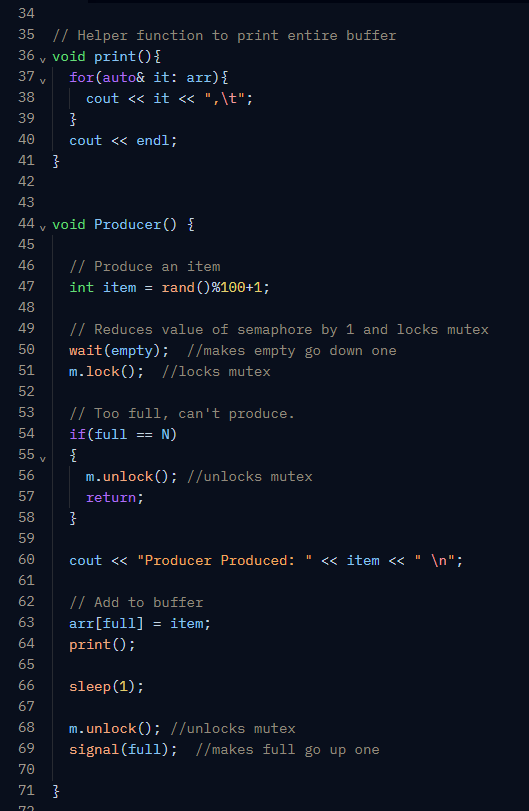 34
35 // Helper function to print entire buffer
36 void print(){
37   for(auto& it: arr){
38     cout << it << ",\t";
39   }
40   cout << endl;
41 }
42
43
44 void Producer() {
45
46   // Produce an item
47   int item = rand()%100+1;
48
49   // Reduces value of semaphore by 1 and locks mutex
50   wait(empty);  //makes empty go down one
51   m.lock();  //locks mutex
52
53   // Too full, can't produce.
54   if(full == N)
55   {
56     m.unlock(); //unlocks mutex
57     return;
58   }
59
60   cout << "Producer Produced: " << item << " \n";
61
62   // Add to buffer
63   arr[full] = item;
64   print();
65
66   sleep(1);
67
68   m.unlock(); //unlocks mutex
69   signal(full);  //makes full go up one
70
71 }